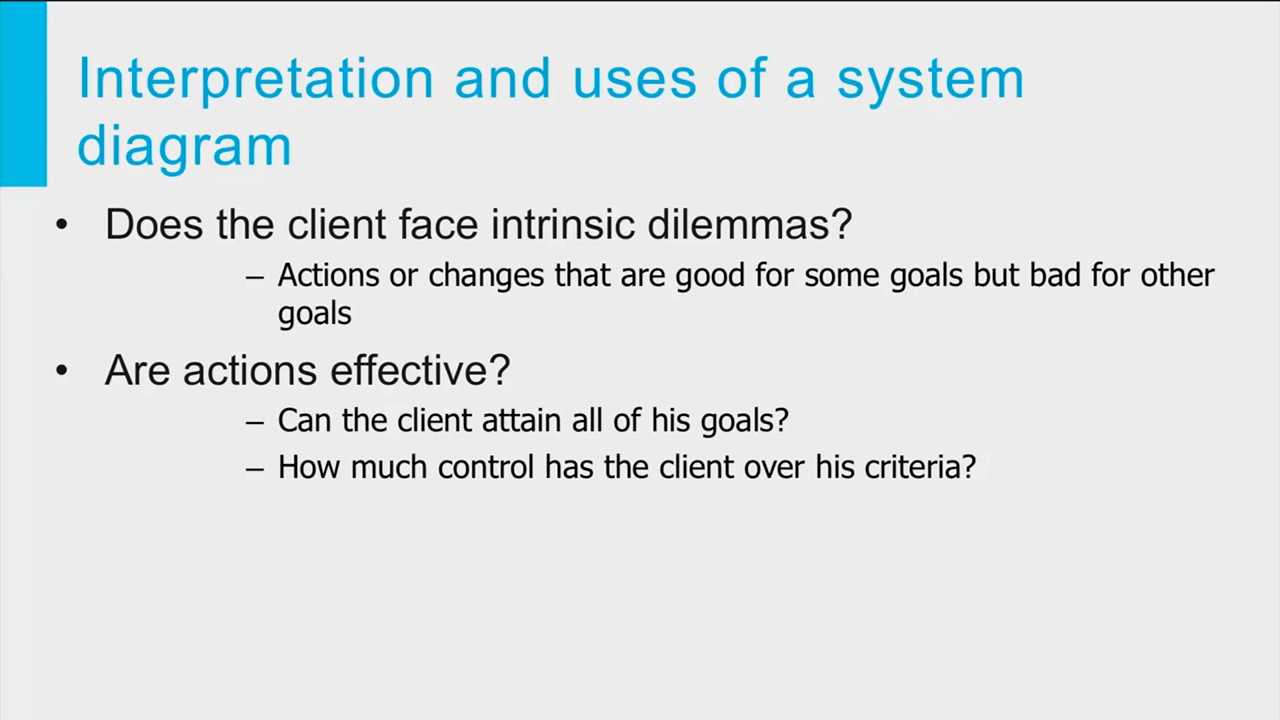 Interpretation and uses of a system
diagram
• Does the client face intrinsic dilemmas?
– Actions or changes that are good for some goals but bad for other
goals
• Are actions effective?
– Can the client attain all of his goals?
– How much control has the client over his criteria?